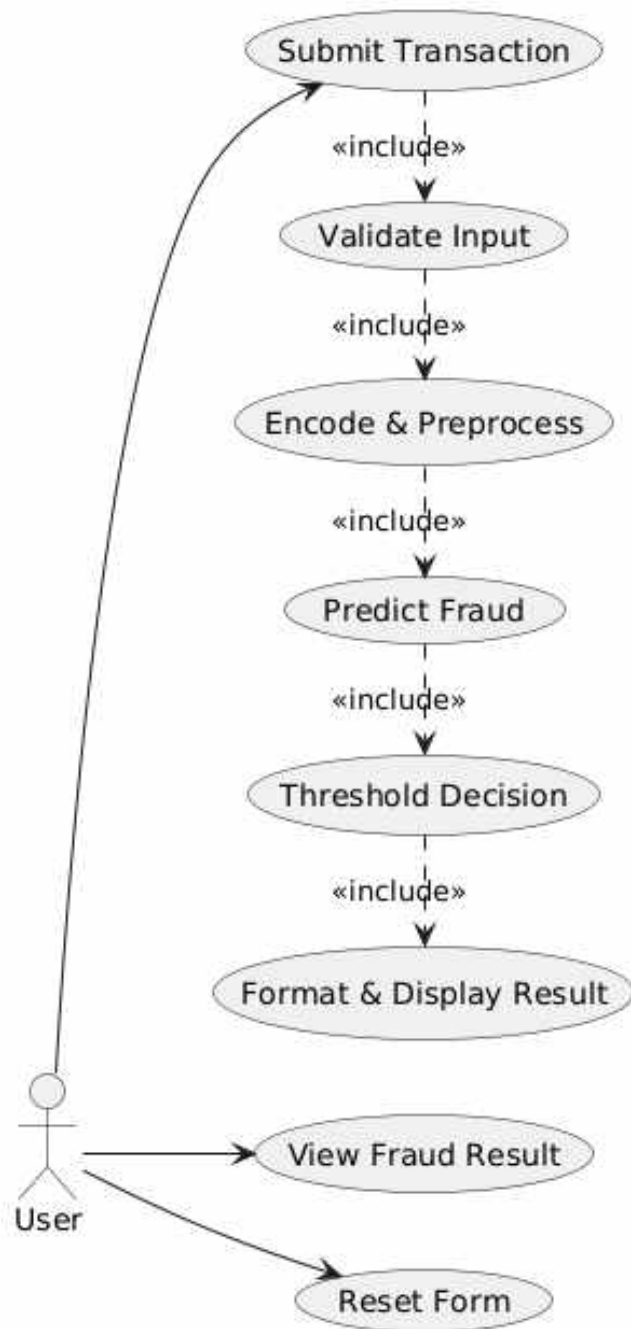 Submit Transaction
«include»
Validate Input
«include»
Encode & Preprocess
«include»
Predict Fraud
«include»
Threshold Decision
«include»
Format & Display Result
View Fraud Result
User
Reset Form